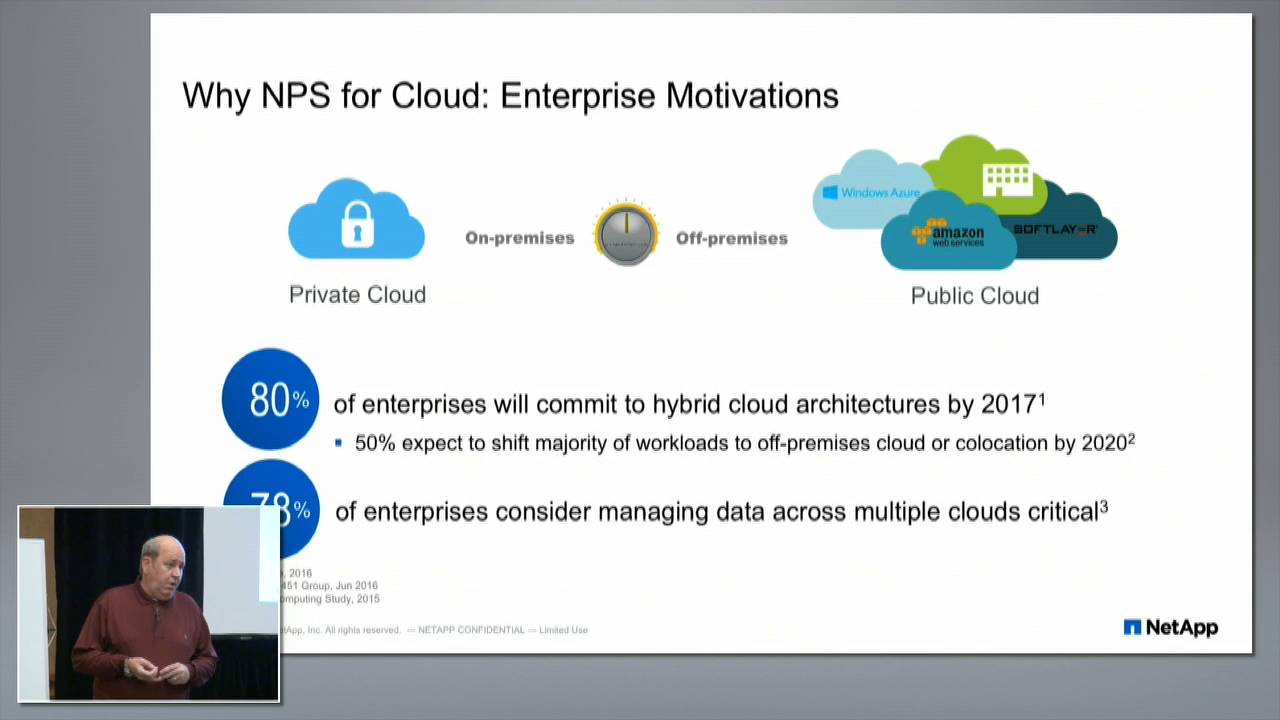 Why NPS for Cloud: Enterprise Motivations
Windows Azure
amazon
web services
SOFTLAYER
On-premises
Off-premises
Private Cloud
Public Cloud
80%
of enterprises will commit to hybrid cloud architectures by 2017¹
50% expect to shift majority of workloads to off-premises cloud or colocation by 2020²
78%
of enterprises consider managing data across multiple clouds critical³
, 2016
451 Group, Jun 2016
Study, 2015
Inc. All rights reserved. — NETAPP CONFIDENTIAL — Limited Use
NetApp